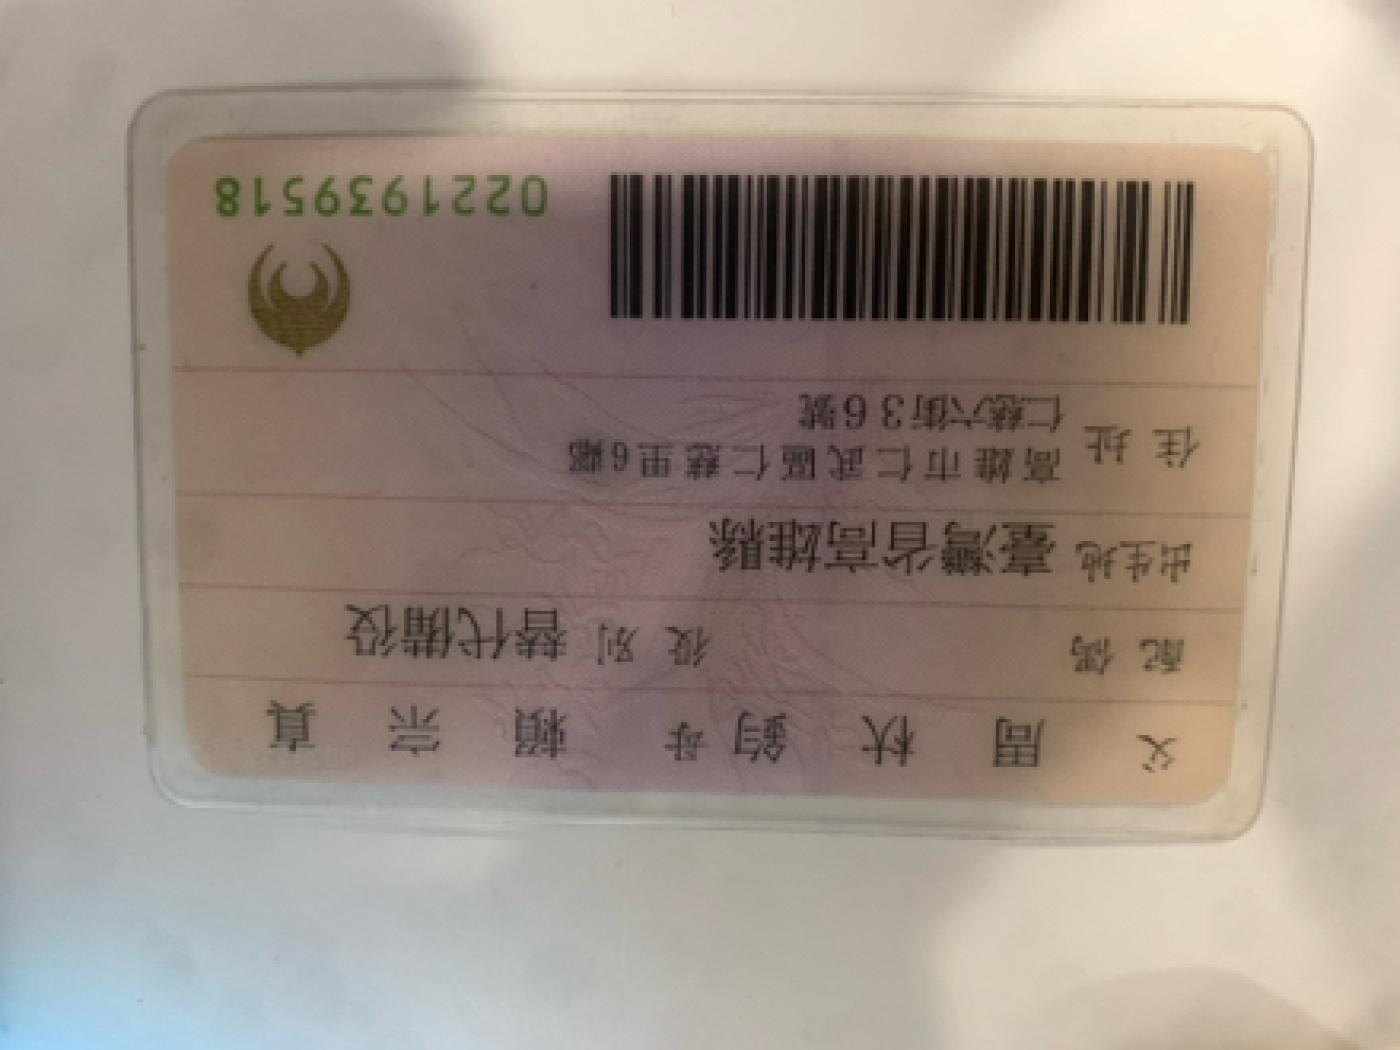 父 周秋鈞 母 賴宗真
配偶 役別 替代備役
出生地 臺灣省高雄縣
住址 高雄市仁武區仁慈里6鄰
仁慈六街36號
0221939518